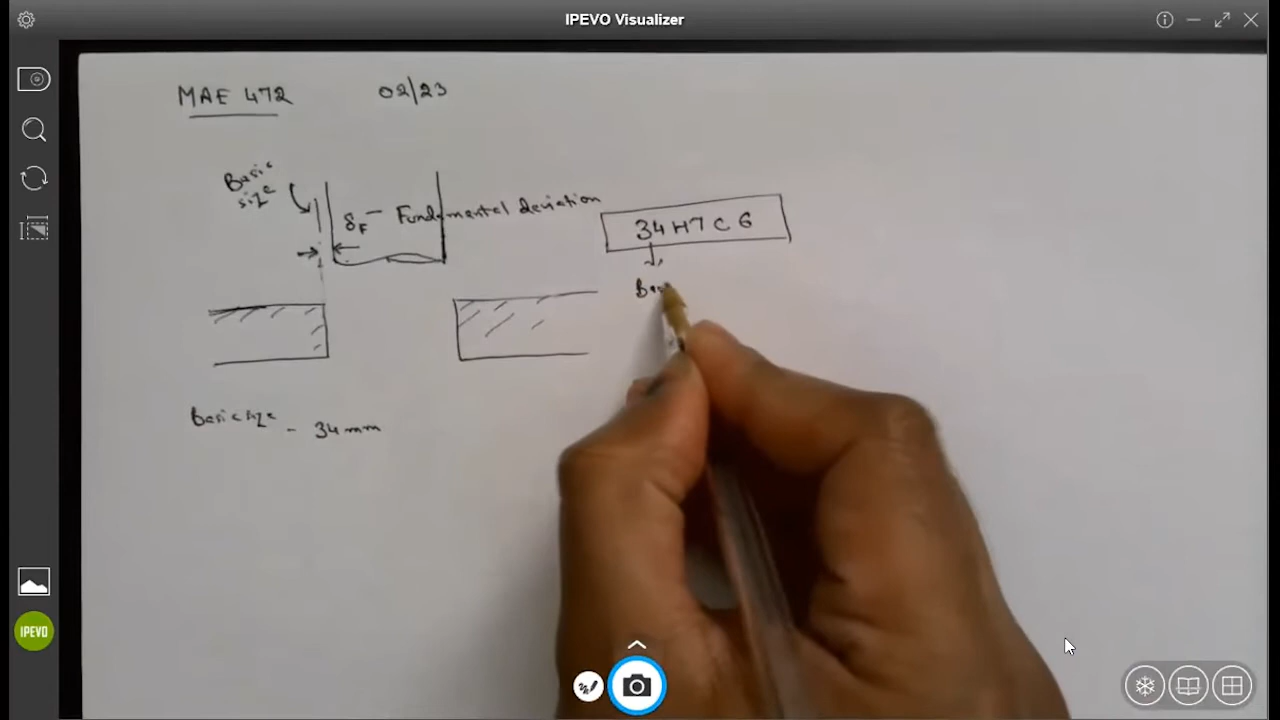 IPEVO Visualizer
MAE 472 02/23
Basic
size
δF - Fundamental deviation
34 H7 C 6
Bas
Basic size - 34 mm
IPEVO